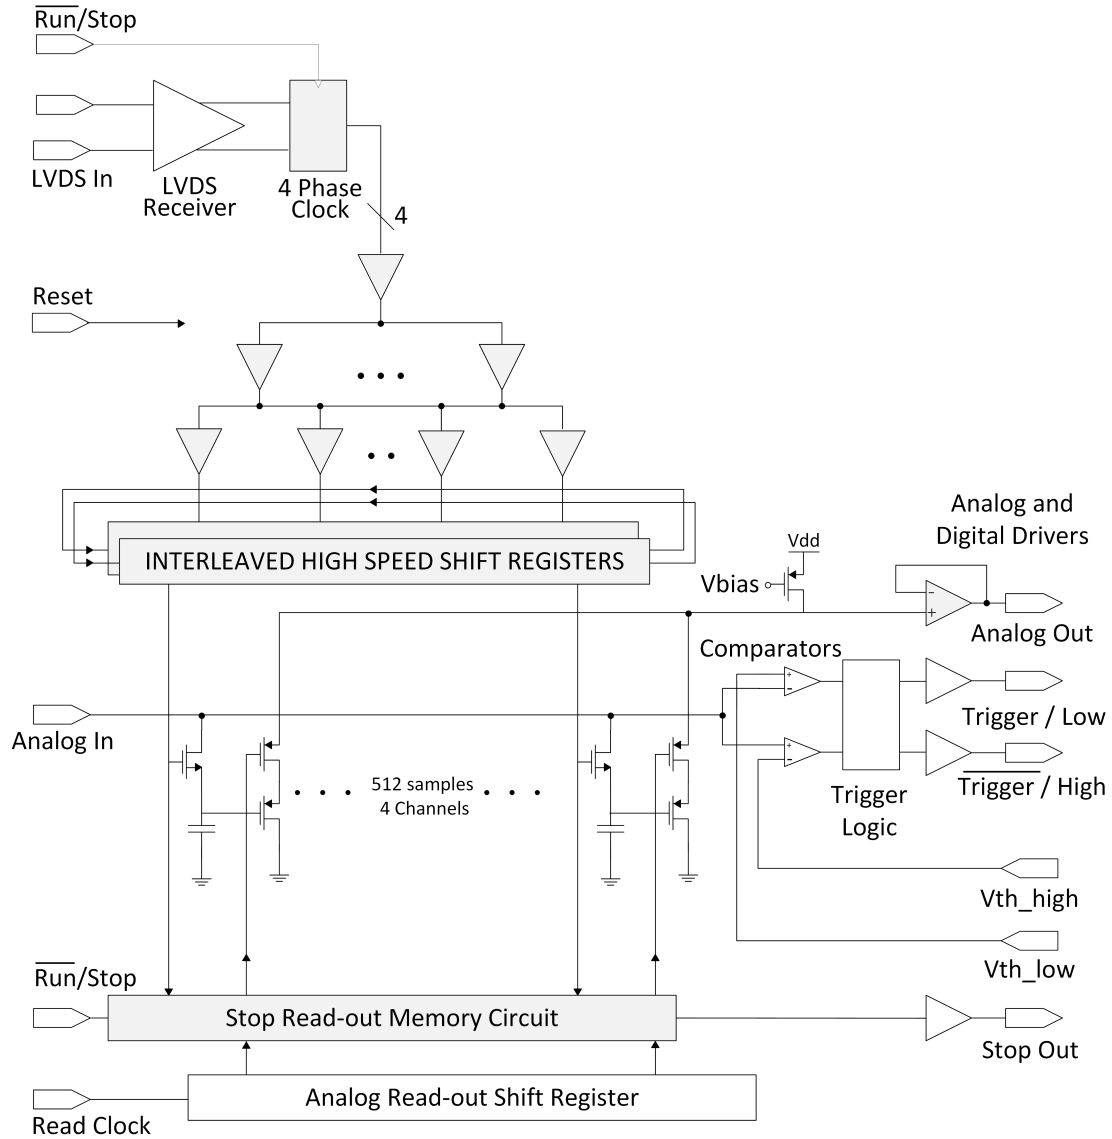 Run/Stop
LVDS In
LVDS
Receiver
4 Phase
Clock
4
Reset
INTERLEAVED HIGH SPEED SHIFT REGISTERS
Vdd
Vbias
Analog and
Digital Drivers
-
+
Analog Out
Comparators
+
-
+
-
Trigger
Logic
Trigger / Low
Trigger / High
Analog In
512 samples
4 Channels
Vth_high
Vth_low
Run/Stop
Stop Read-out Memory Circuit
Stop Out
Analog Read-out Shift Register
Read Clock